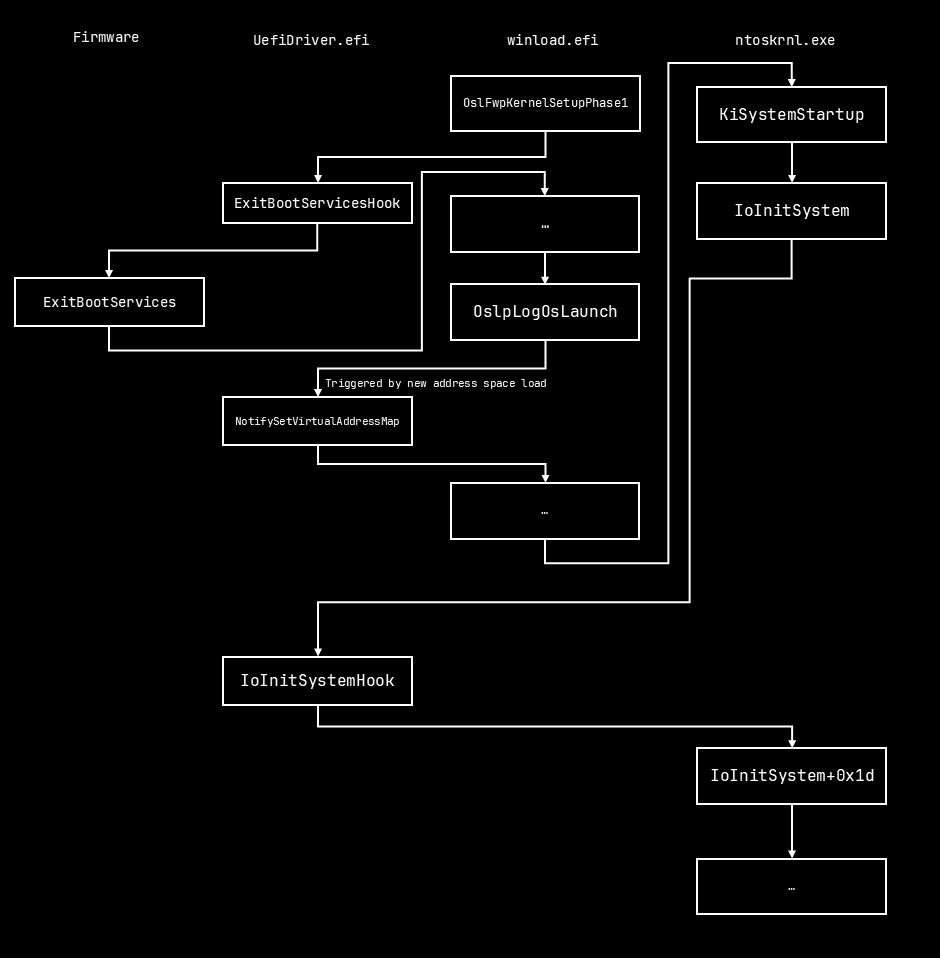 Firmware
UefiDriver.efi
winload.efi
ntoskrnl.exe
OslFwpKernelSetupPhase1
KiSystemStartup
ExitBootServicesHook
IoInitSystem
…
ExitBootServices
OslpLogOsLaunch
Triggered by new address space load
NotifySetVirtualAddressMap
…
IoInitSystemHook
IoInitSystem+0x1d
…